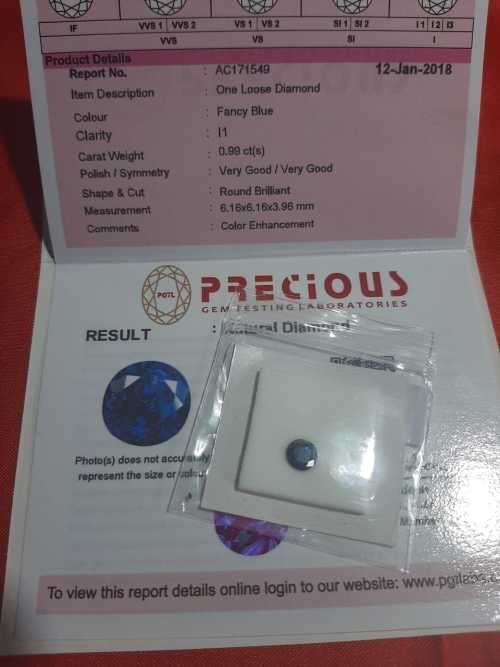 IF VVS 1 VVS 2 VS 1 VS 2 SI 1 SI 2 I 1 I 2 I3
VVS VS SI I
Product Details
Report No. : AC171549 12-Jan-2018
Item Description : One Loose Diamond
Colour : Fancy Blue
Clarity : I1
Carat Weight : 0.99 ct(s)
Polish / Symmetry : Very Good / Very Good
Shape & Cut : Round Brilliant
Measurement : 6.16x6.16x3.96 mm
Comments : Color Enhancement
PGTL
PRECIOUS
GEM TESTING LABORATORIES
RESULT : Natural Diamond
Photo(s) does not accurately
represent the size or colour
To view this report details online login to our website: www.pgtlabs.c